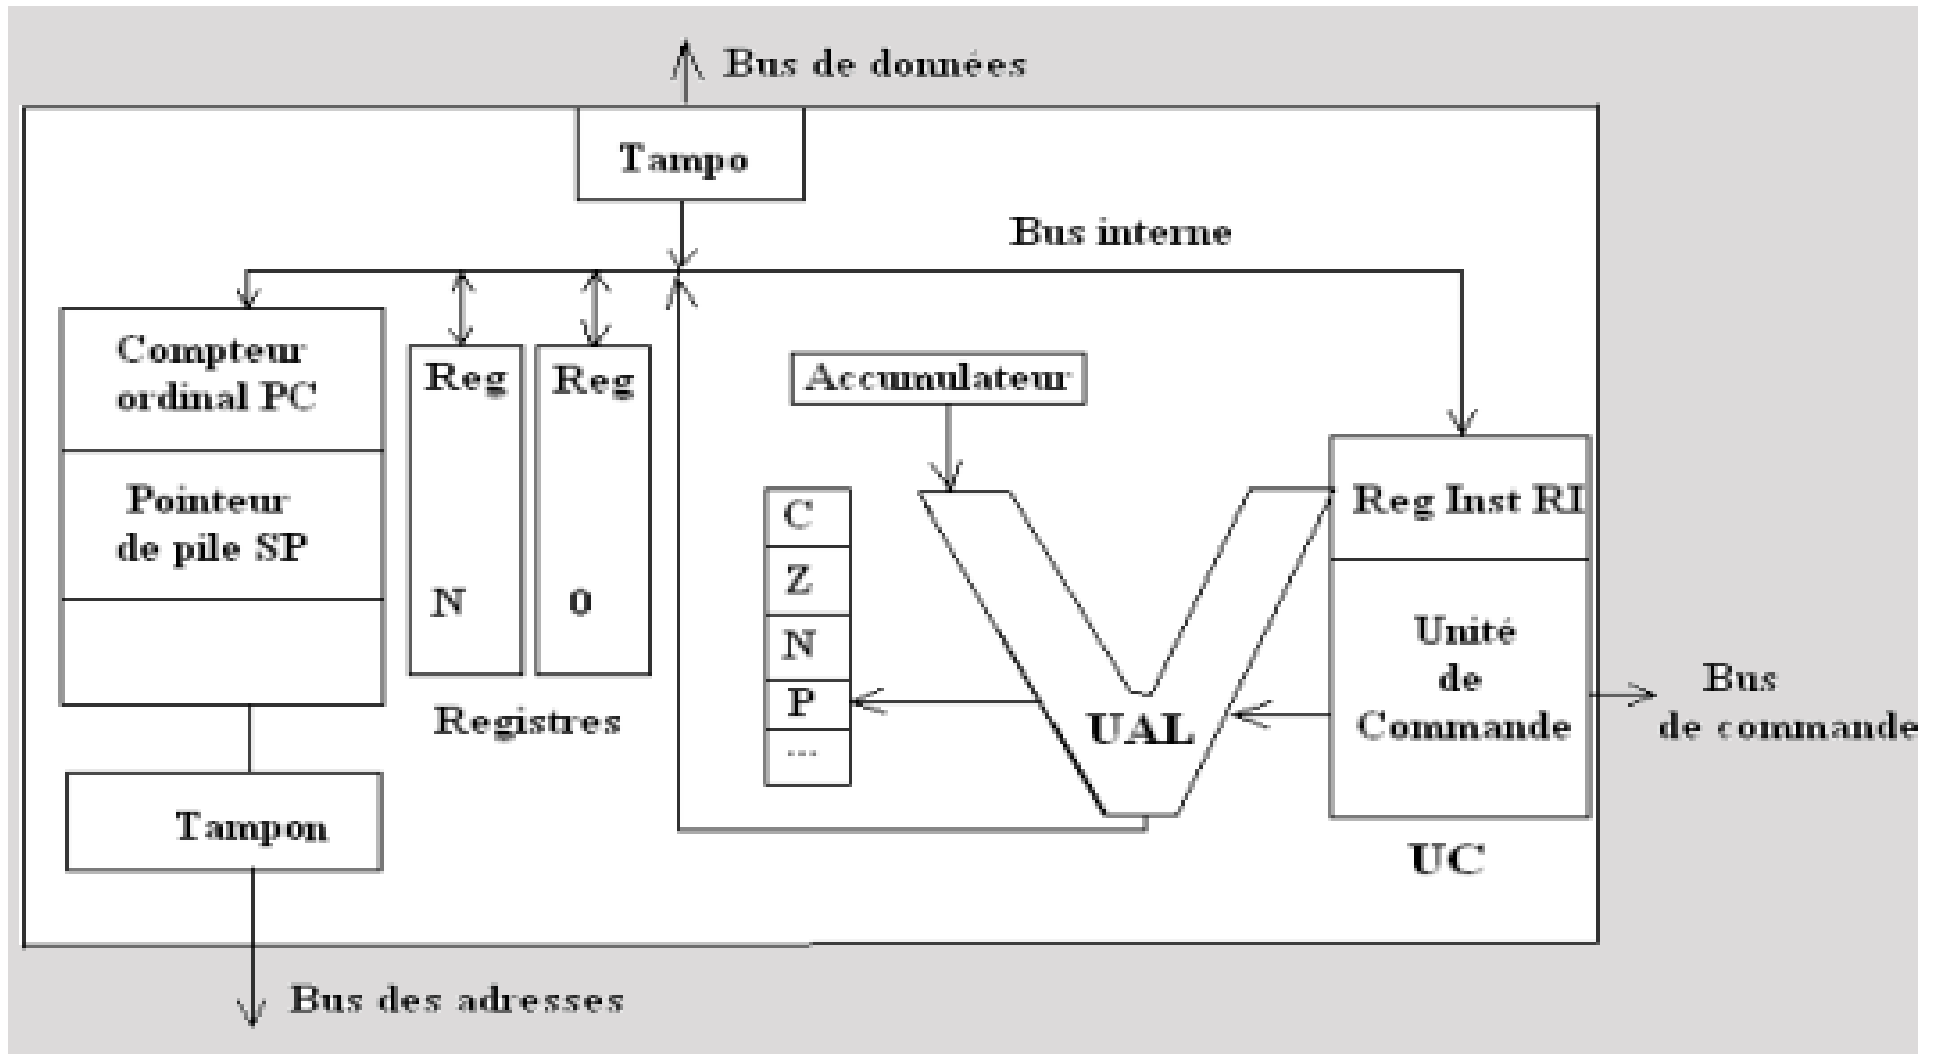 Bus de données
Tampo
Bus interne
Compteur
ordinal PC
Pointeur
de pile SP
Reg
N
Reg
0
Registres
Tampon
Bus des adresses
Accumulateur
C
Z
N
P
...
UAL
Reg Inst RI
Unité
de
Commande
UC
Bus
de commande